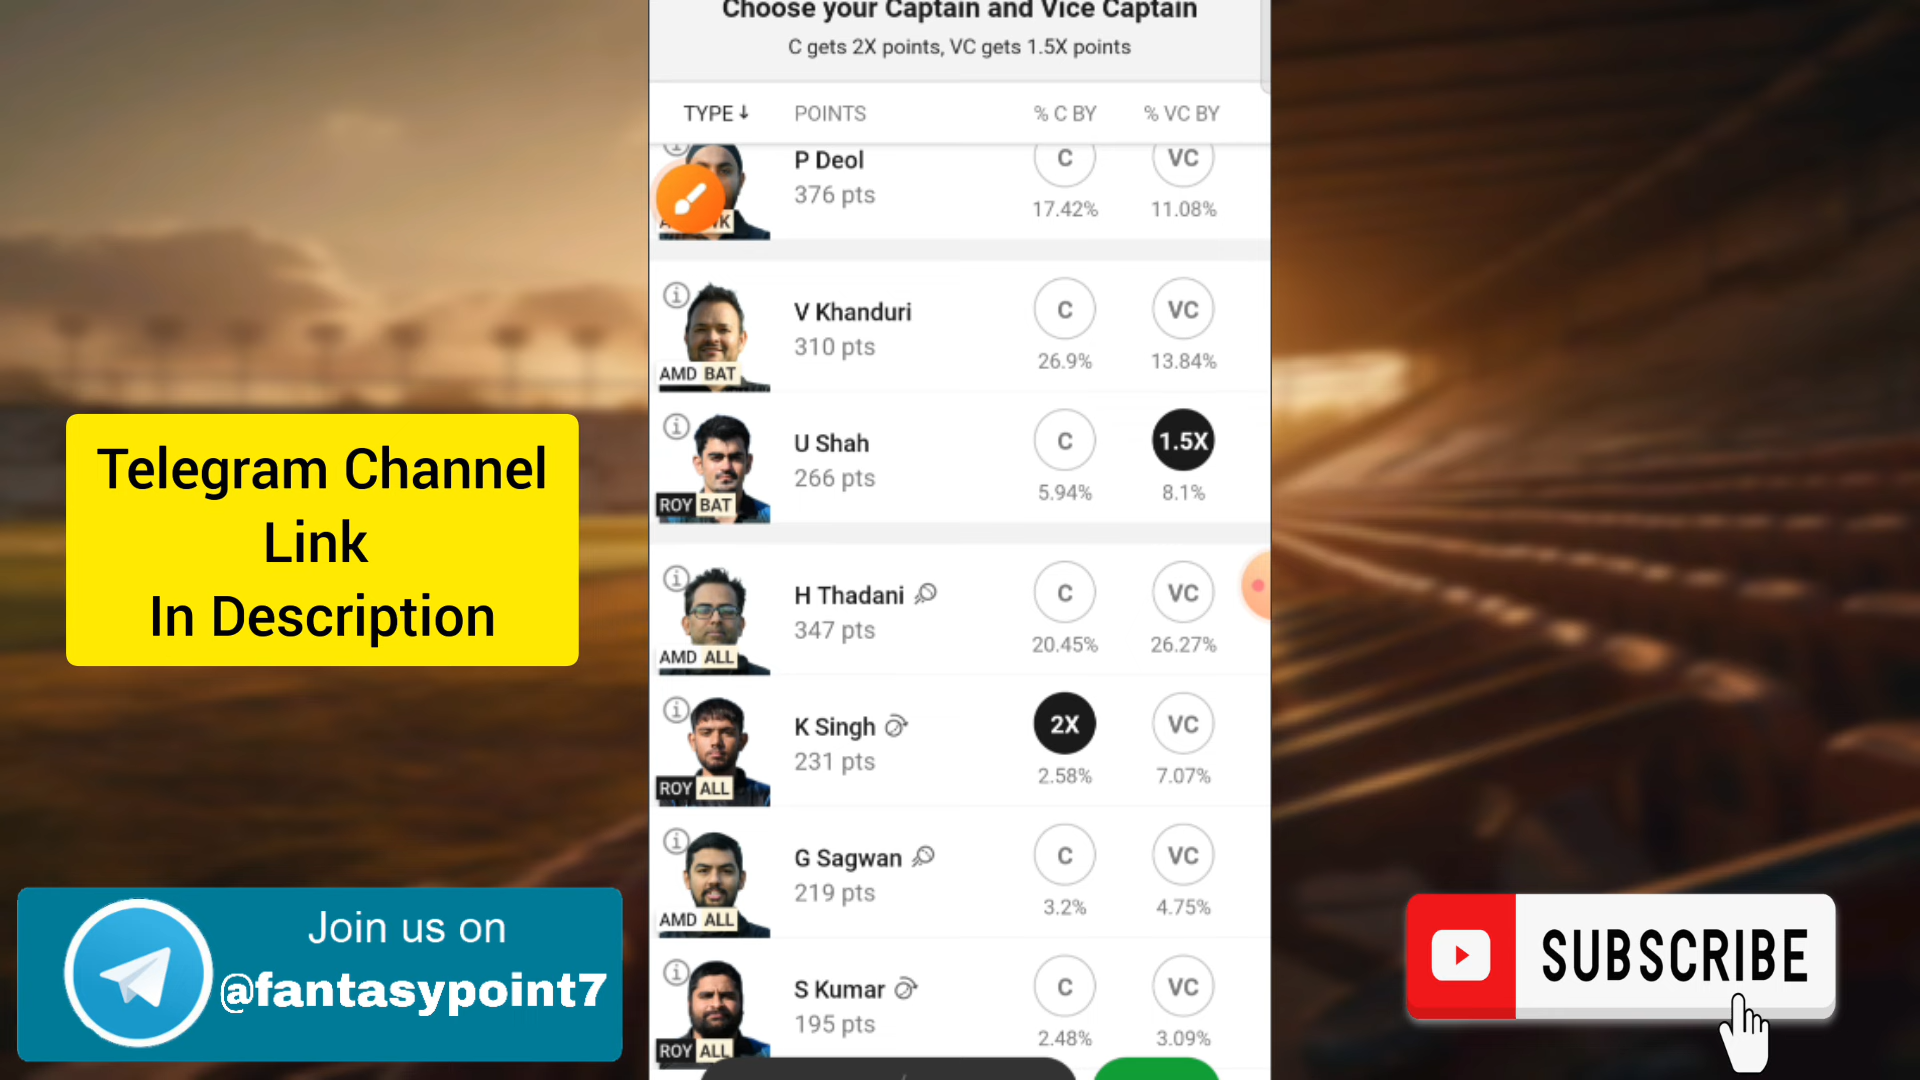 Choose your Captain and Vice Captain
C gets 2X points, VC gets 1.5X points
TYPE↓ POINTS % C BY % VC BY
P Deol C VC
376 pts
17.42% 11.08%
V Khanduri C VC
310 pts
AMD BAT 26.9% 13.84%
U Shah C 1.5X
266 pts
ROY BAT 5.94% 8.1%
H Thadani C VC
347 pts
AMD ALL 20.45% 26.27%
K Singh 2X VC
231 pts
ROY ALL 2.58% 7.07%
G Sagwan C VC
219 pts
AMD ALL 3.2% 4.75%
S Kumar C VC
195 pts
ROY ALL 2.48% 3.09%
Telegram Channel
Link
In Description
Join us on
@fantasypoint7
SUBSCRIBE